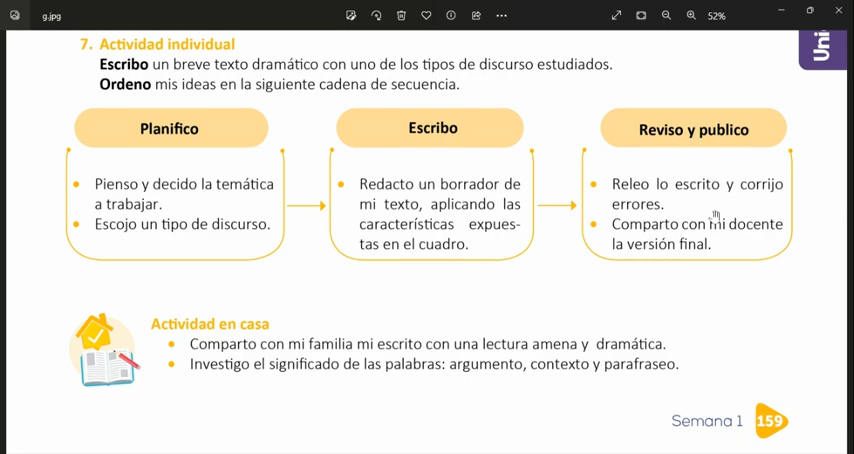 g.jpg
52%
Uni
7. Actividad individual
Escribo un breve texto dramático con uno de los tipos de discurso estudiados.
Ordeno mis ideas en la siguiente cadena de secuencia.
Planifico
• Pienso y decido la temática
a trabajar.
• Escojo un tipo de discurso.
Escribo
• Redacto un borrador de
mi texto, aplicando las
características expues-
tas en el cuadro.
Reviso y publico
• Releo lo escrito y corrijo
errores.
• Comparto con mi docente
la versión final.
Actividad en casa
• Comparto con mi familia mi escrito con una lectura amena y dramática.
• Investigo el significado de las palabras: argumento, contexto y parafraseo.
Semana 1 159